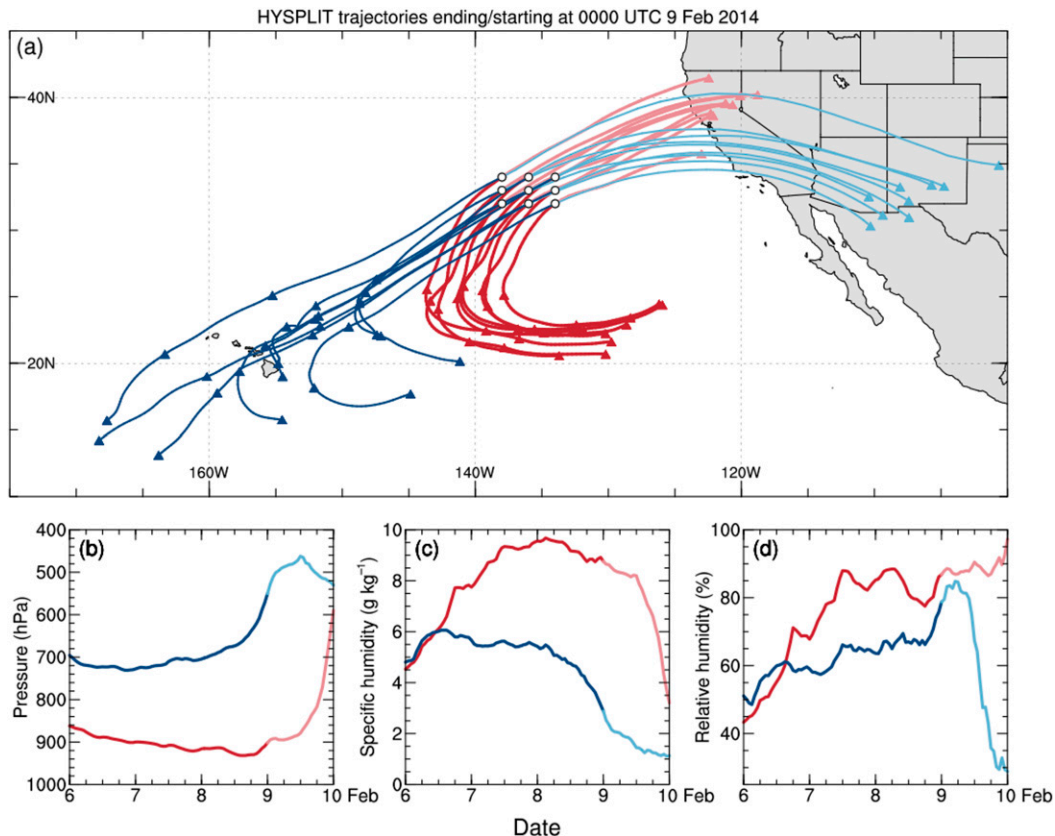 HYSPLIT trajectories ending/starting at 0000 UTC 9 Feb 2014
(a)
40N
20N
160W
140W
120W
(b)
400
500
600
700
800
900
1000
Pressure (hPa)
6 7 8 9 10 Feb
(c)
10
8
6
4
2
0
Specific humidity (g kg⁻¹)
6 7 8 9 10 Feb
(d)
100
80
60
40
Relative humidity (%)
6 7 8 9 10 Feb
Date